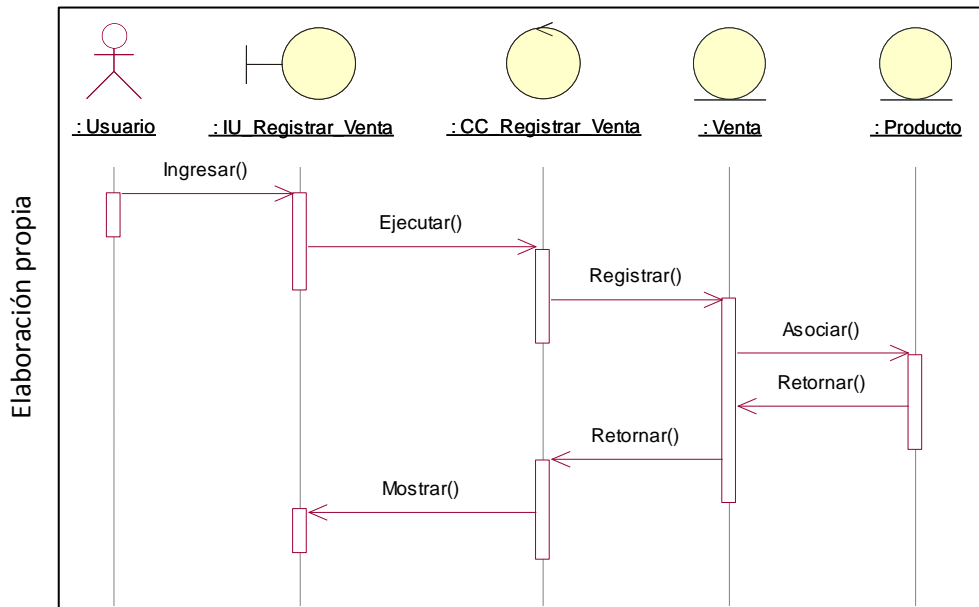 : Usuario
: IU_Registrar_Venta
: CC_Registrar_Venta
: Venta
: Producto
Ingresar()
Ejecutar()
Registrar()
Asociar()
Retornar()
Retornar()
Mostrar()
Elaboración propia